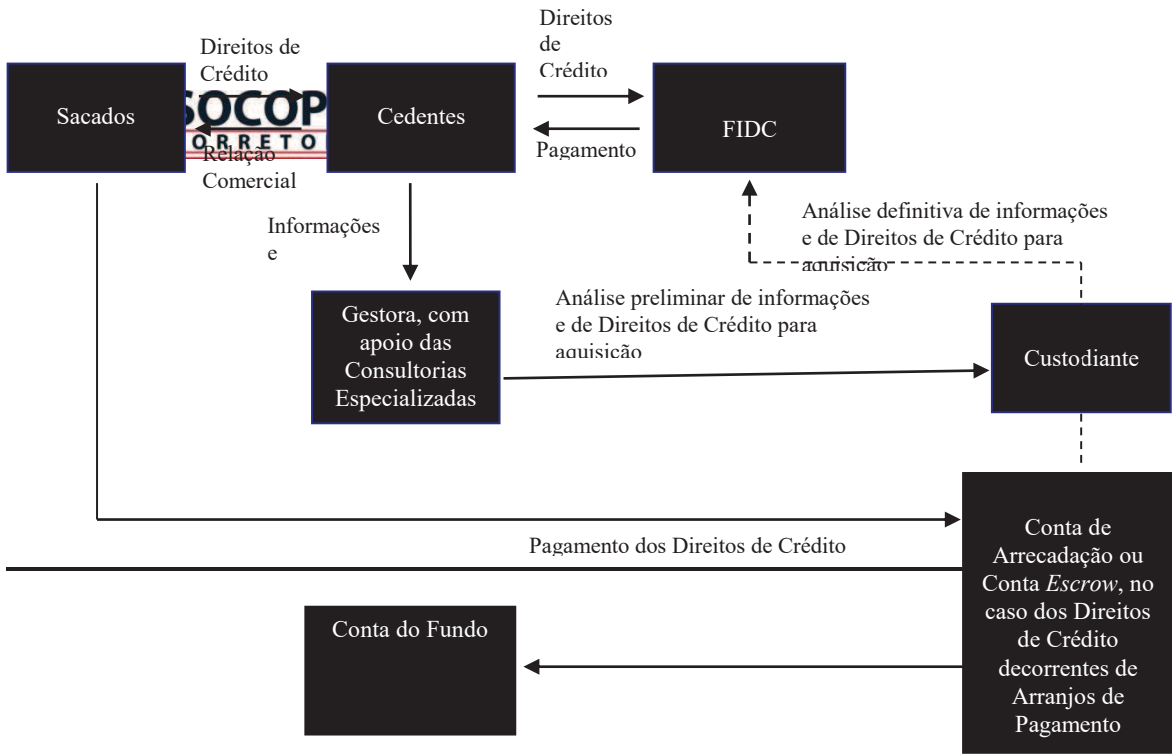 Direitos de
Crédito
Direitos
de
Crédito
Sacados
SOCOP
ORRETO
Cedentes
FIDC
Relação
Comercial
Pagamento
Informações
e
Análise definitiva de informações
e de Direitos de Crédito para
aquisição
Gestora, com
apoio das
Consultorias
Especializadas
Análise preliminar de informações
e de Direitos de Crédito para
aquisição
Custodiante
Pagamento dos Direitos de Crédito
Conta de
Arrecadação ou
Conta Escrow, no
caso dos Direitos
de Crédito
decorrentes de
Arranjos de
Pagamento
Conta do Fundo